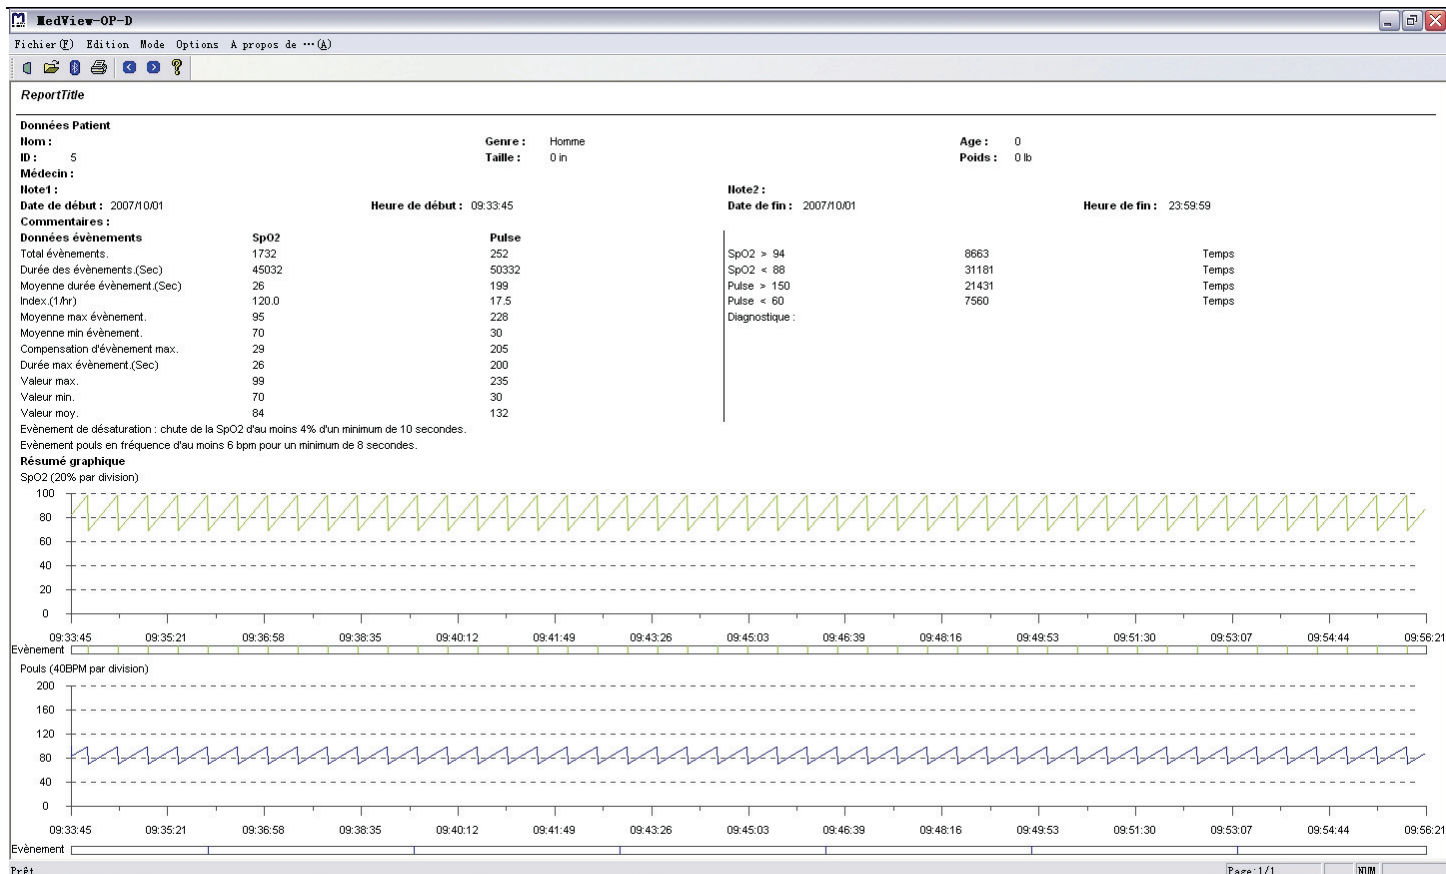 MedView-OP-D
Fichier(F) Edition Mode Options A propos de ···(A)
ReportTitle
Données Patient
Nom : Genre : Homme Age : 0
ID : 5 Taille : 0 in Poids : 0 lb
Médecin :
Note1 : Note2 :
Date de début : 2007/10/01 Heure de début : 09:33:45 Date de fin : 2007/10/01 Heure de fin : 23:59:59
Commentaires :
Données évènements SpO2 Pulse
Total évènements. 1732 252 SpO2 > 94 8663 Temps
Durée des évènements.(Sec) 45032 50332 SpO2 < 88 31181 Temps
Moyenne durée évènement.(Sec) 26 199 Pulse > 150 21431 Temps
Index.(1/hr) 120.0 17.5 Pulse < 60 7560 Temps
Moyenne max évènement. 95 228 Diagnostique :
Moyenne min évènement. 70 30
Compensation d'évènement max. 29 205
Durée max évènement.(Sec) 26 200
Valeur max. 99 235
Valeur min. 70 30
Valeur moy. 84 132
Evènement de désaturation : chute de la SpO2 d'au moins 4% d'un minimum de 10 secondes.
Evènement pouls en fréquence d'au moins 6 bpm pour un minimum de 8 secondes.
Résumé graphique
SpO2 (20% par division)
100
80
60
40
20
0
09:33:45 09:35:21 09:36:58 09:38:35 09:40:12 09:41:49 09:43:26 09:45:03 09:46:39 09:48:16 09:49:53 09:51:30 09:53:07 09:54:44 09:56:21
Evènement
Pouls (40BPM par division)
200
160
120
80
40
0
09:33:45 09:35:21 09:36:58 09:38:35 09:40:12 09:41:49 09:43:26 09:45:03 09:46:39 09:48:16 09:49:53 09:51:30 09:53:07 09:54:44 09:56:21
Evènement
Prêt Page:1/1 NUM